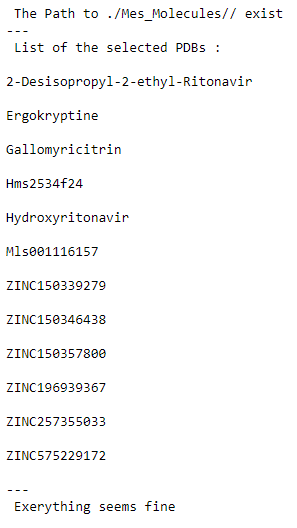 The Path to ./Mes_Molecules// exist
---
List of the selected PDBs :
2-Desisopropyl-2-ethyl-Ritonavir
Ergokryptine
Gallomyricitrin
Hms2534f24
Hydroxyritonavir
Mls001116157
ZINC150339279
ZINC150346438
ZINC150357800
ZINC196939367
ZINC257355033
ZINC575229172
---
Exerything seems fine